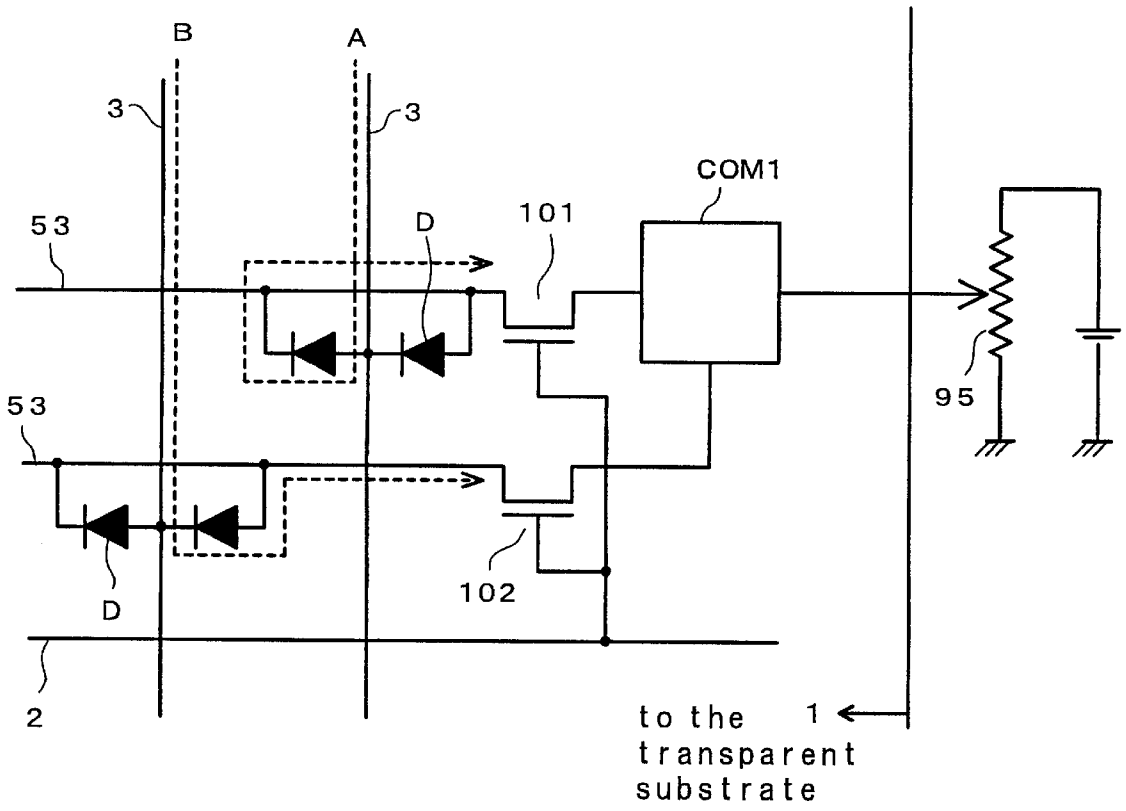 B
A
3
3
COM1
53
D
101
95
53
102
D
2
to the
1
transparent
substrate